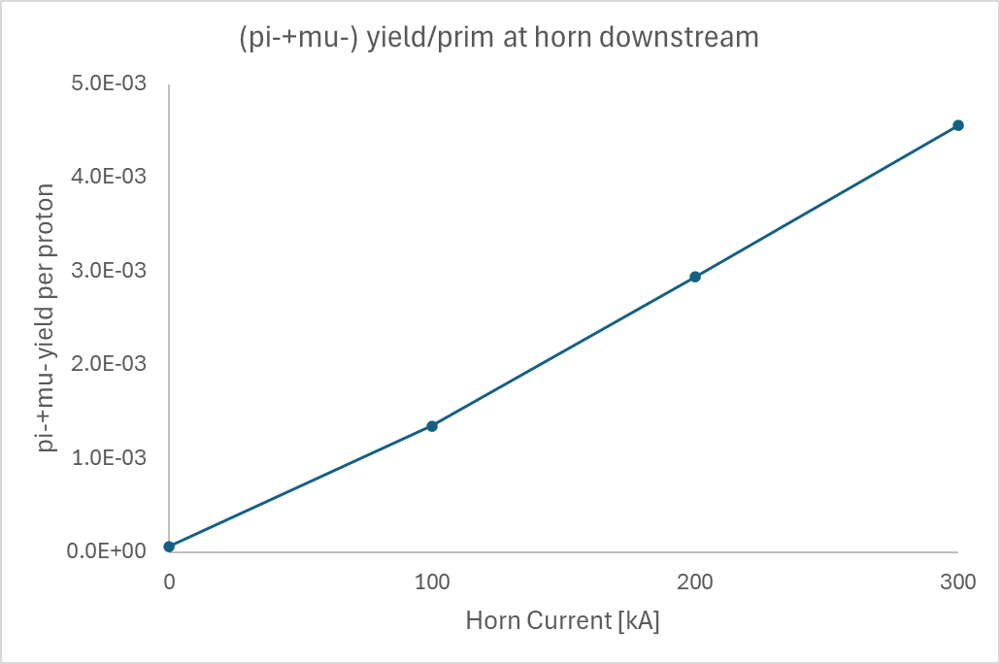 (pi-+mu-) yield/prim at horn downstream
5.0E-03
4.0E-03
3.0E-03
2.0E-03
1.0E-03
0.0E+00
pi-+mu- yield per proton
0 100 200 300
Horn Current [kA]